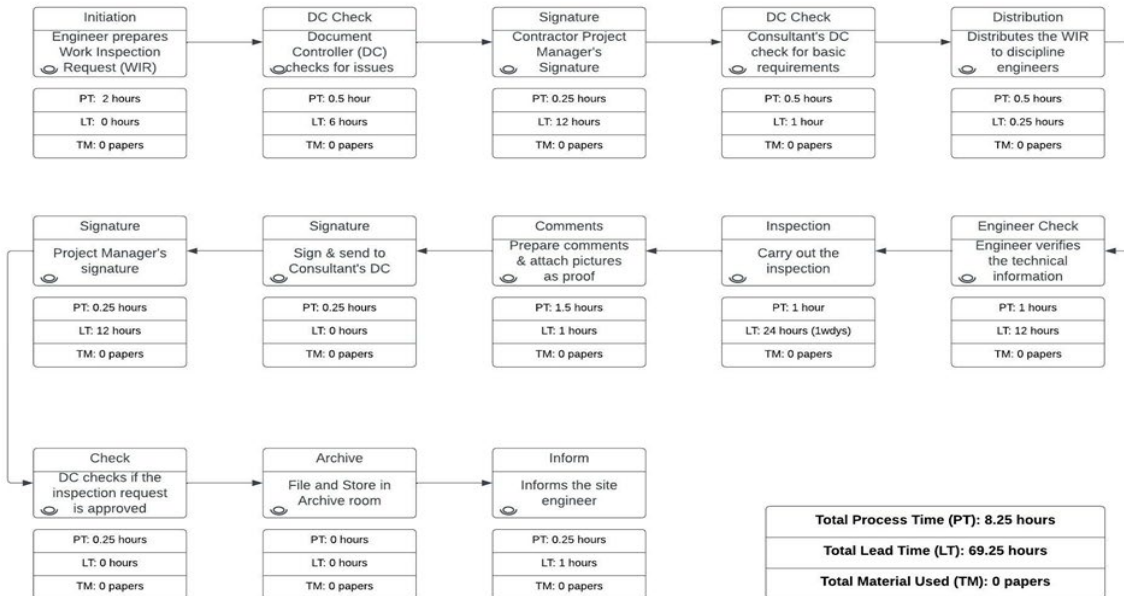 Initiation
Engineer prepares
Work Inspection
Request (WIR)
PT: 2 hours
LT: 0 hours
TM: 0 papers
DC Check
Document
Controller (DC)
checks for issues
PT: 0.5 hour
LT: 6 hours
TM: 0 papers
Signature
Contractor Project
Manager's
Signature
PT: 0.25 hours
LT: 12 hours
TM: 0 papers
DC Check
Consultant's DC
check for basic
requirements
PT: 0.5 hours
LT: 1 hour
TM: 0 papers
Distribution
Distributes the WIR
to discipline
engineers
PT: 0.5 hours
LT: 0.25 hours
TM: 0 papers
Engineer Check
Engineer verifies
the technical
information
PT: 1 hours
LT: 12 hours
TM: 0 papers
Inspection
Carry out the
inspection
PT: 1 hour
LT: 24 hours (1wdys)
TM: 0 papers
Comments
Prepare comments
& attach pictures
as proof
PT: 1.5 hours
LT: 1 hours
TM: 0 papers
Signature
Sign & send to
Consultant's DC
PT: 0.25 hours
LT: 0 hours
TM: 0 papers
Signature
Project Manager's
signature
PT: 0.25 hours
LT: 12 hours
TM: 0 papers
Check
DC checks if the
inspection request
is approved
PT: 0.25 hours
LT: 0 hours
TM: 0 papers
Archive
File and Store in
Archive room
PT: 0 hours
LT: 0 hours
TM: 0 papers
Inform
Informs the site
engineer
PT: 0.25 hours
LT: 1 hours
TM: 0 papers
Total Process Time (PT): 8.25 hours
Total Lead Time (LT): 69.25 hours
Total Material Used (TM): 0 papers